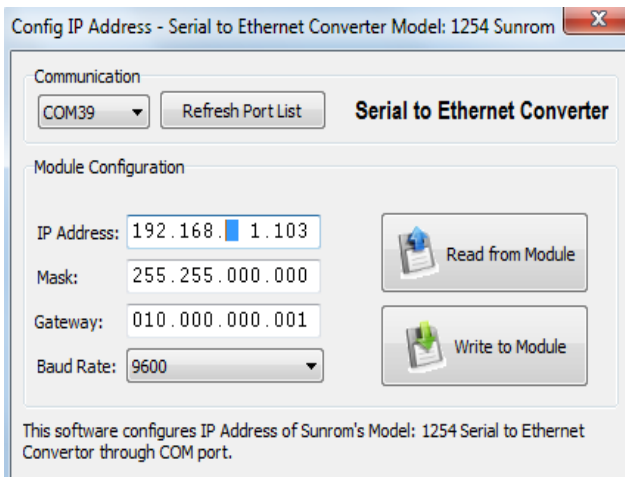 Config IP Address - Serial to Ethernet Converter Model: 1254 Sunrom
Communication
COM39
Refresh Port List
Serial to Ethernet Converter
Module Configuration
IP Address: 192.168.  1.103
Read from Module
Mask: 255.255.000.000
Gateway: 010.000.000.001
Write to Module
Baud Rate: 9600
This software configures IP Address of Sunrom's Model: 1254 Serial to Ethernet
Convertor through COM port.